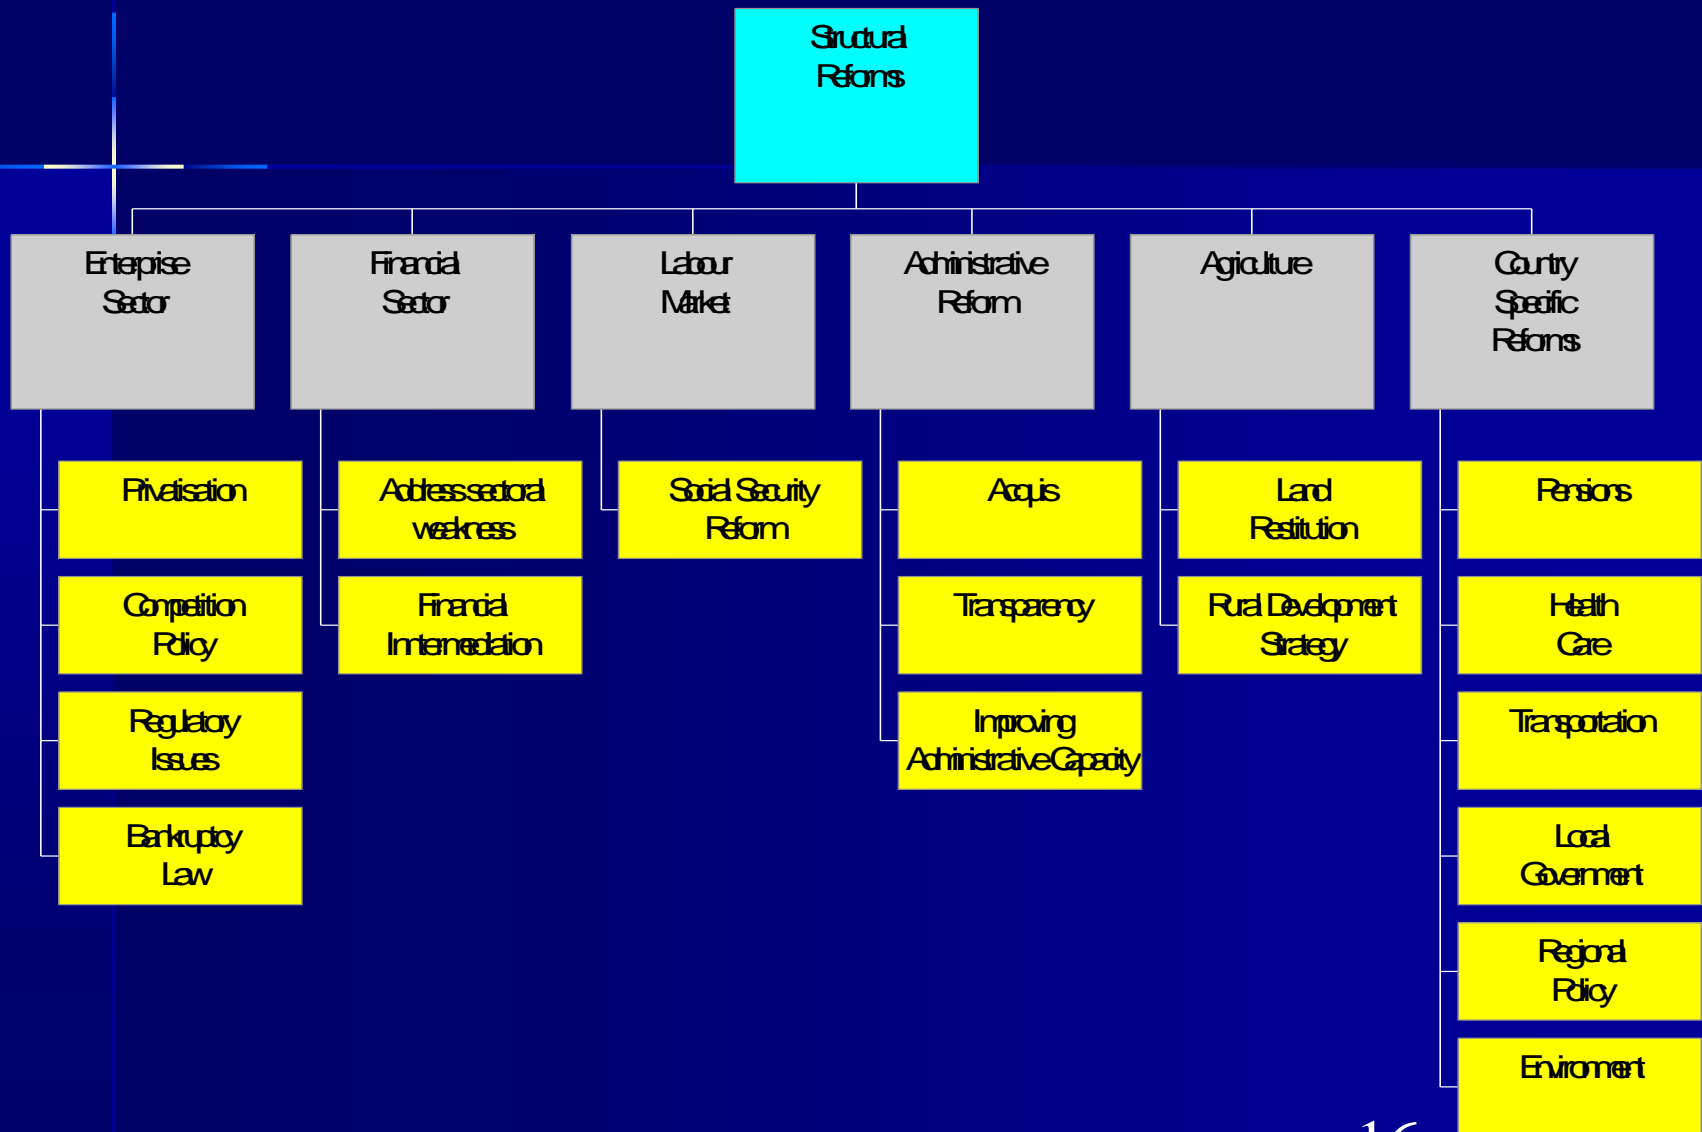 Structural
Reforms
Enterprise
Sector
Financial
Sector
Labour
Market
Administrative
Reform
Agriculture
Country
Specific
Reforms
Privatisation
Competition
Policy
Regulatory
Issues
Bankruptcy
Law
Address sectoral
weakness
Financial
Inntermediation
Social Security
Reform
Acquis
Transparency
Improving
Administrative Capacity
Land
Restitution
Rural Development
Strategy
Pensions
Health
Care
Transportation
Local
Government
Regional
Policy
Environment
16